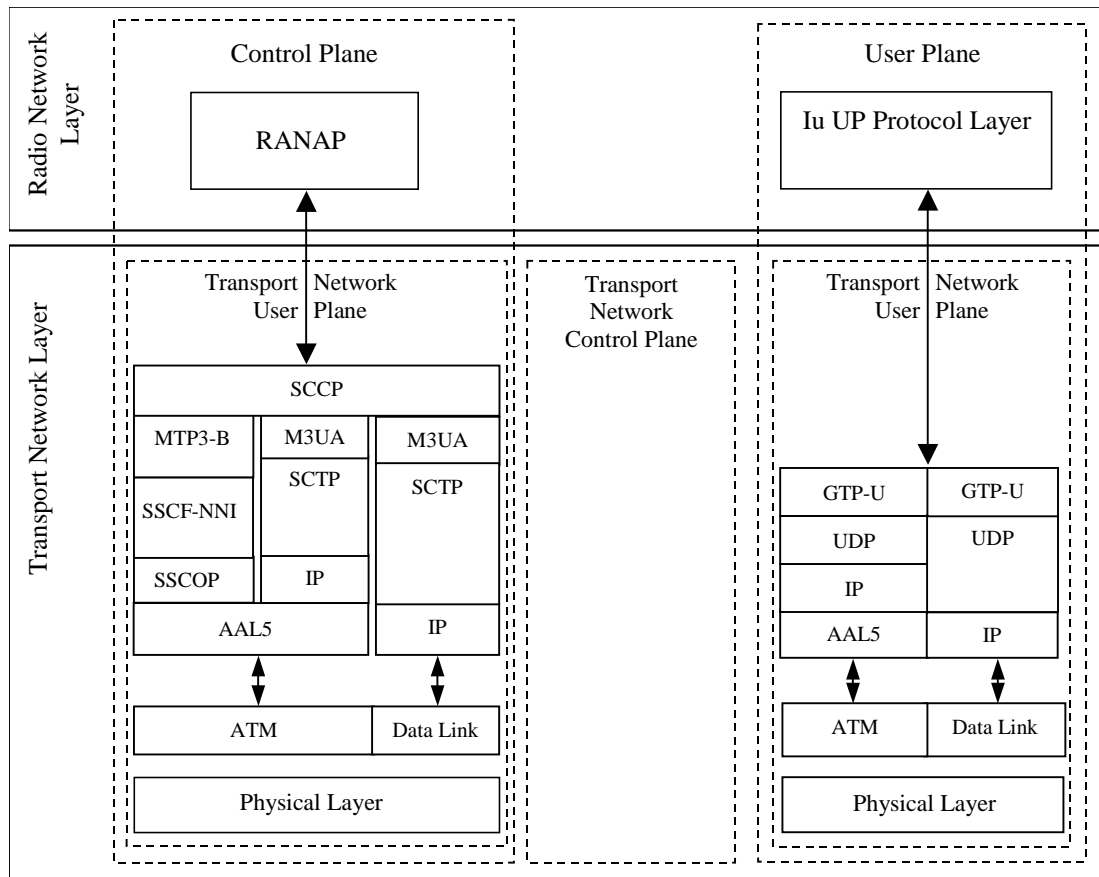 Radio Network
Layer
Control Plane
RANAP
User Plane
Iu UP Protocol Layer
Transport Network Layer
Transport Network
User Plane
SCCP
MTP3-B
SSCF-NNI
SSCOP
M3UA
SCTP
IP
AAL5
M3UA
SCTP
IP
ATM
Data Link
Physical Layer
Transport
Network
Control Plane
Transport Network
User Plane
GTP-U
UDP
IP
AAL5
GTP-U
UDP
IP
ATM
Data Link
Physical Layer